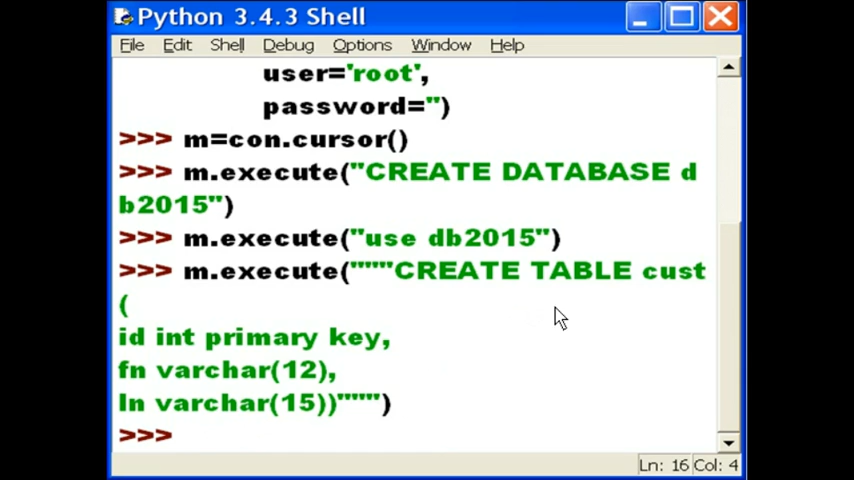 Python 3.4.3 Shell
File Edit Shell Debug Options Window Help
user='root',
password='')
>>> m=con.cursor()
>>> m.execute("CREATE DATABASE d
b2015")
>>> m.execute("use db2015")
>>> m.execute("""CREATE TABLE cust
(
id int primary key,
fn varchar(12),
ln varchar(15))""")
>>>
Ln: 16 Col: 4